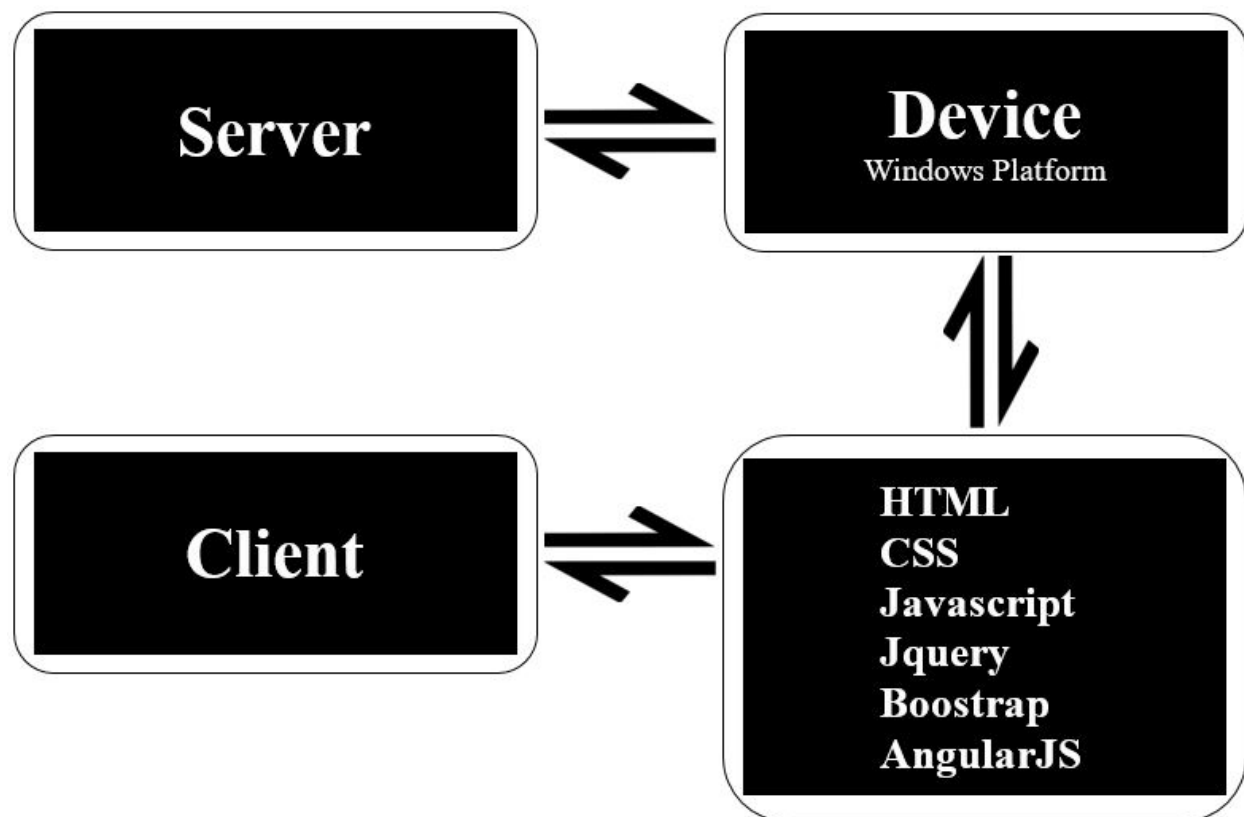 Server
Device
Windows Platform
Client
HTML
CSS
Javascript
Jquery
Boostrap
AngularJS